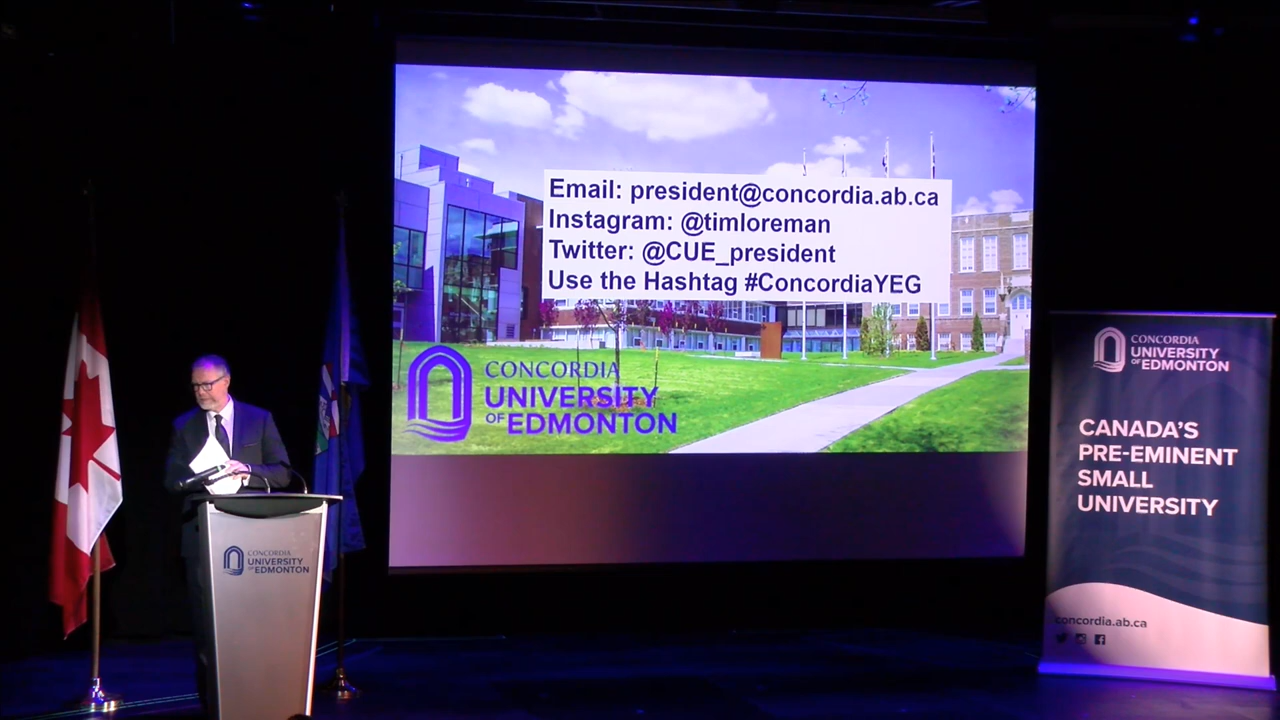 Email: president@concordia.ab.ca
Instagram: @timloreman
Twitter: @CUE_president
Use the Hashtag #ConcordiaYEG
CONCORDIA
UNIVERSITY
OF EDMONTON
CONCORDIA
UNIVERSITY
OF EDMONTON
CONCORDIA
UNIVERSITY
OF EDMONTON
CANADA'S
PRE-EMINENT
SMALL
UNIVERSITY
concordia.ab.ca